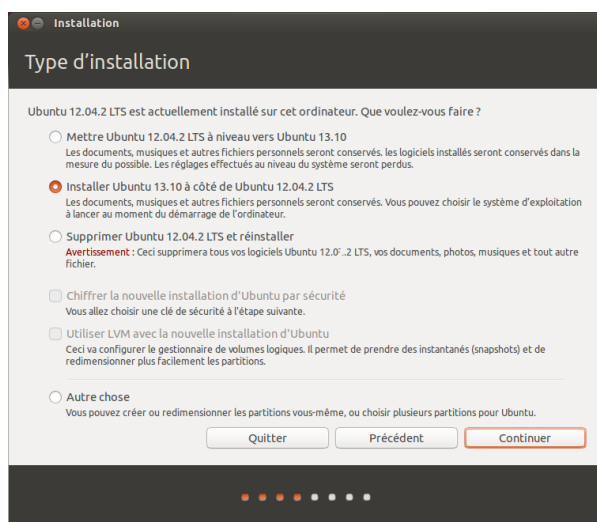 Installation
Type d'installation
Ubuntu 12.04.2 LTS est actuellement installé sur cet ordinateur. Que voulez-vous faire ?
Mettre Ubuntu 12.04.2 LTS à niveau vers Ubuntu 13.10
Les documents, musiques et autres fichiers personnels seront conservés. les logiciels installés seront conservés dans la
mesure du possible. Les réglages effectués au niveau du système seront perdus.
Installer Ubuntu 13.10 à côté de Ubuntu 12.04.2 LTS
Les documents, musiques et autres fichiers personnels seront conservés. Vous pouvez choisir le système d'exploitation
à lancer au moment du démarrage de l'ordinateur.
Supprimer Ubuntu 12.04.2 LTS et réinstaller
Avertissement : Ceci supprimera tous vos logiciels Ubuntu LTS, vos documents, photos, musiques et tout autre
fichier.
Chiffrer la nouvelle installation d'Ubuntu par sécurité
Vous allez choisir une clé de sécurité à l'étape suivante.
Utiliser LVM avec la nouvelle installation d'Ubuntu
Ceci va configurer le gestionnaire de volumes logiques. Il permet de prendre des instantanés (snapshots) et de
redimensionner plus facilement les partitions.
Autre chose
Vous pouvez créer ou redimensionner les partitions vous-même, ou choisir plusieurs partitions pour Ubuntu.
Quitter
Précédent
Continuer